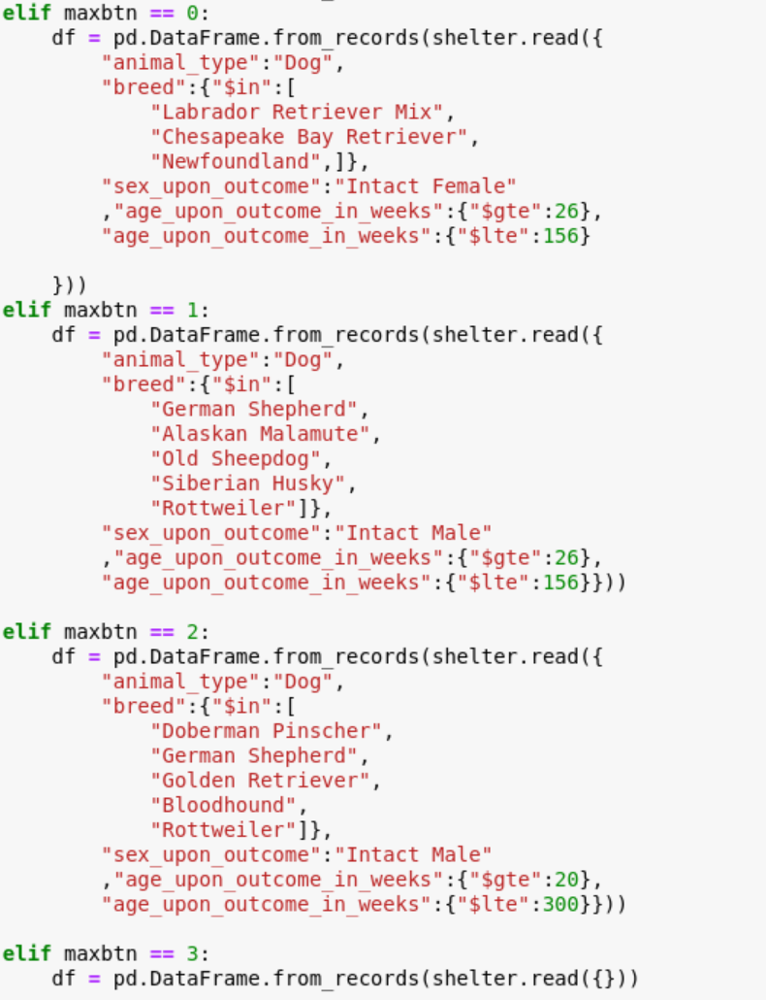 elif maxbtn == 0:
    df = pd.DataFrame.from_records(shelter.read({
        "animal_type":"Dog",
        "breed":{"$in":[
            "Labrador Retriever Mix",
            "Chesapeake Bay Retriever",
            "Newfoundland",]},
        "sex_upon_outcome":"Intact Female"
        ,"age_upon_outcome_in_weeks":{"$gte":26},
        "age_upon_outcome_in_weeks":{"$lte":156}

    }))
elif maxbtn == 1:
    df = pd.DataFrame.from_records(shelter.read({
        "animal_type":"Dog",
        "breed":{"$in":[
            "German Shepherd",
            "Alaskan Malamute",
            "Old Sheepdog",
            "Siberian Husky",
            "Rottweiler"]},
        "sex_upon_outcome":"Intact Male"
        ,"age_upon_outcome_in_weeks":{"$gte":26},
        "age_upon_outcome_in_weeks":{"$lte":156}}))

elif maxbtn == 2:
    df = pd.DataFrame.from_records(shelter.read({
        "animal_type":"Dog",
        "breed":{"$in":[
            "Doberman Pinscher",
            "German Shepherd",
            "Golden Retriever",
            "Bloodhound",
            "Rottweiler"]},
        "sex_upon_outcome":"Intact Male"
        ,"age_upon_outcome_in_weeks":{"$gte":20},
        "age_upon_outcome_in_weeks":{"$lte":300}}))

elif maxbtn == 3:
    df = pd.DataFrame.from_records(shelter.read({}))